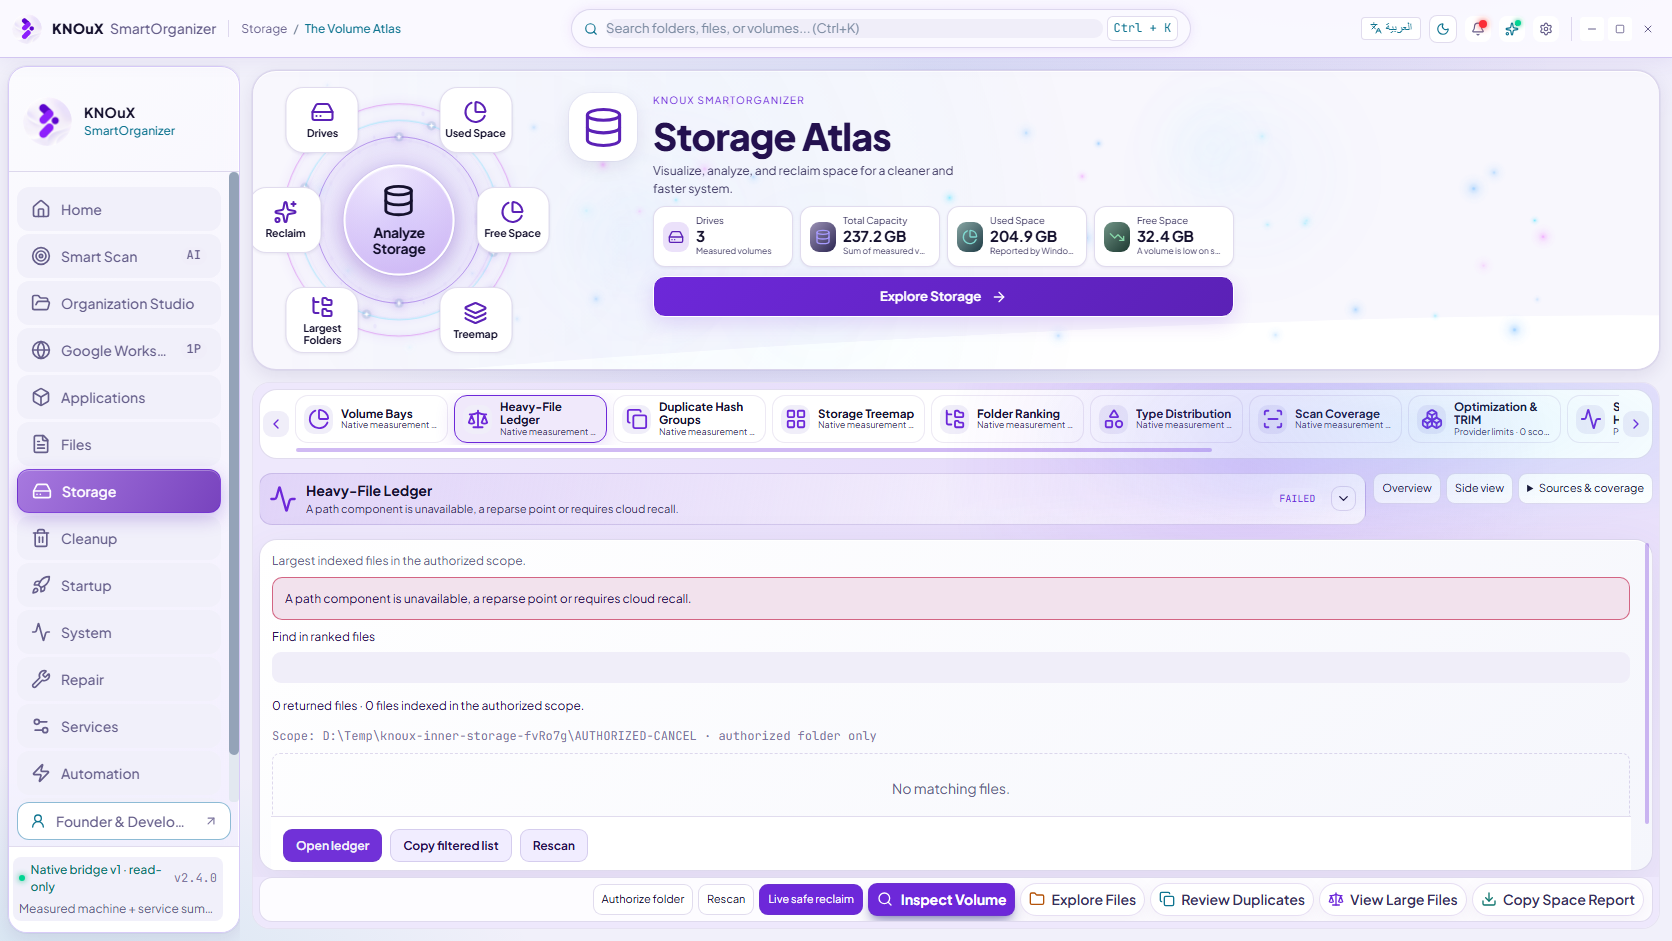 KNOuX SmartOrganizer
Storage / The Volume Atlas
Search folders, files, or volumes... (Ctrl+K)
Ctrl + K
العربية
KNOuX
SmartOrganizer
Home
Smart Scan AI
Organization Studio
Google Works... 1P
Applications
Files
Storage
Cleanup
Startup
System
Repair
Services
Automation
Founder & Develo...
Native bridge v1 · read-only
v2.4.0
Measured machine + service sum...
Drives
Used Space
Reclaim
Analyze Storage
Free Space
Largest Folders
Treemap
KNOUX SMARTORGANIZER
Storage Atlas
Visualize, analyze, and reclaim space for a cleaner and
faster system.
Drives
3
Measured volumes
Total Capacity
237.2 GB
Sum of measured v...
Used Space
204.9 GB
Reported by Windo...
Free Space
32.4 GB
A volume is low on s...
Explore Storage
Volume Bays
Native measurement ...
Heavy-File Ledger
Native measurement ...
Duplicate Hash Groups
Native measurement ...
Storage Treemap
Native measurement ...
Folder Ranking
Native measurement ...
Type Distribution
Native measurement ...
Scan Coverage
Native measurement ...
Optimization & TRIM
Provider limits · 0 sco...
Heavy-File Ledger
A path component is unavailable, a reparse point or requires cloud recall.
FAILED
Overview
Side view
Sources & coverage
Largest indexed files in the authorized scope.
A path component is unavailable, a reparse point or requires cloud recall.
Find in ranked files
0 returned files · 0 files indexed in the authorized scope.
Scope: D:\Temp\knoux-inner-storage-fvRo7g\AUTHORIZED-CANCEL · authorized folder only
No matching files.
Open ledger
Copy filtered list
Rescan
Authorize folder
Rescan
Live safe reclaim
Inspect Volume
Explore Files
Review Duplicates
View Large Files
Copy Space Report